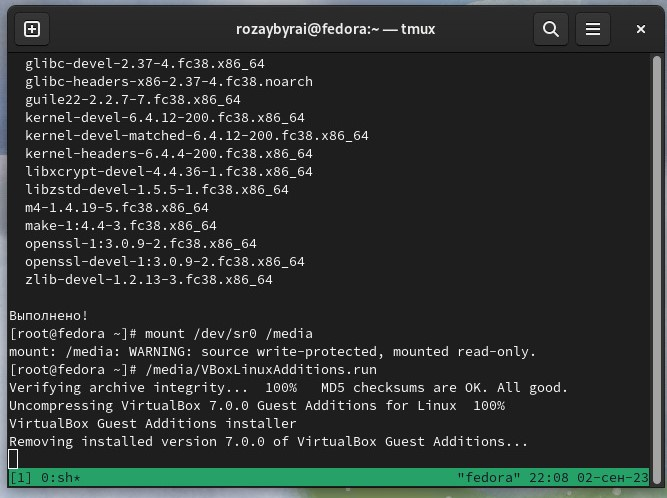 rozaybyrai@fedora:~ — tmux
glibc-devel-2.37-4.fc38.x86_64
glibc-headers-x86-2.37-4.fc38.noarch
guile22-2.2.7-7.fc38.x86_64
kernel-devel-6.4.12-200.fc38.x86_64
kernel-devel-matched-6.4.12-200.fc38.x86_64
kernel-headers-6.4.4-200.fc38.x86_64
libxcrypt-devel-4.4.36-1.fc38.x86_64
libzstd-devel-1.5.5-1.fc38.x86_64
m4-1.4.19-5.fc38.x86_64
make-1:4.4-3.fc38.x86_64
openssl-1:3.0.9-2.fc38.x86_64
openssl-devel-1:3.0.9-2.fc38.x86_64
zlib-devel-1.2.13-3.fc38.x86_64
Выполнено!
[root@fedora ~]# mount /dev/sr0 /media
mount: /media: WARNING: source write-protected, mounted read-only.
[root@fedora ~]# /media/VBoxLinuxAdditions.run
Verifying archive integrity...  100%   MD5 checksums are OK. All good.
Uncompressing VirtualBox 7.0.0 Guest Additions for Linux  100%
VirtualBox Guest Additions installer
Removing installed version 7.0.0 of VirtualBox Guest Additions...
[1] 0:sh* "fedora" 22:08 02-сен-23